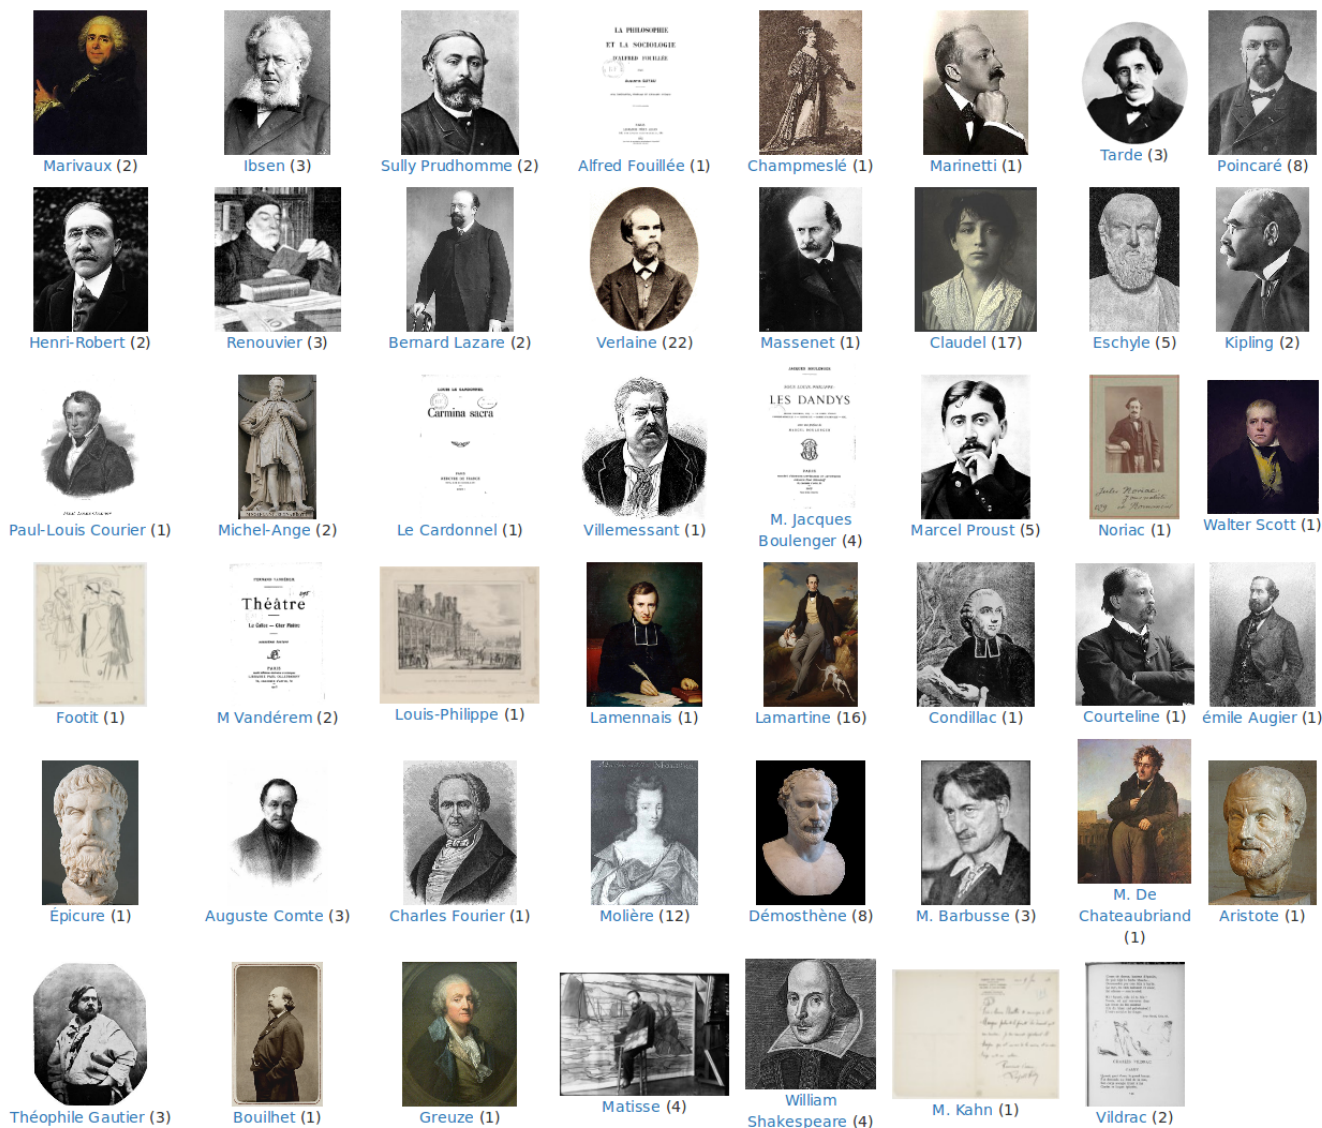 LA PHILOSOPHIE
ET LA SOCIOLOGIE
D'ALFRED FOUILLÉE
Marivaux (2)
Ibsen (3)
Sully Prudhomme (2)
Alfred Fouillée (1)
Champmeslé (1)
Marinetti (1)
Tarde (3)
Poincaré (8)
Henri-Robert (2)
Renouvier (3)
Bernard Lazare (2)
Verlaine (22)
Massenet (1)
Claudel (17)
Eschyle (5)
Kipling (2)
Carmina sacra
LES DANDYS
Paul-Louis Courier (1)
Michel-Ange (2)
Le Cardonnel (1)
Villemessant (1)
M. Jacques
Boulenger (4)
Marcel Proust (5)
Noriac (1)
Walter Scott (1)
Théâtre
La Calice — Cher Maître
Footit (1)
M Vandérem (2)
Louis-Philippe (1)
Lamennais (1)
Lamartine (16)
Condillac (1)
Courteline (1)
émile Augier (1)
Épicure (1)
Auguste Comte (3)
Charles Fourier (1)
Molière (12)
Démosthène (8)
M. Barbusse (3)
M. De
Chateaubriand
(1)
Aristote (1)
Théophile Gautier (3)
Bouilhet (1)
Greuze (1)
Matisse (4)
William
Shakespeare (4)
M. Kahn (1)
Vildrac (2)